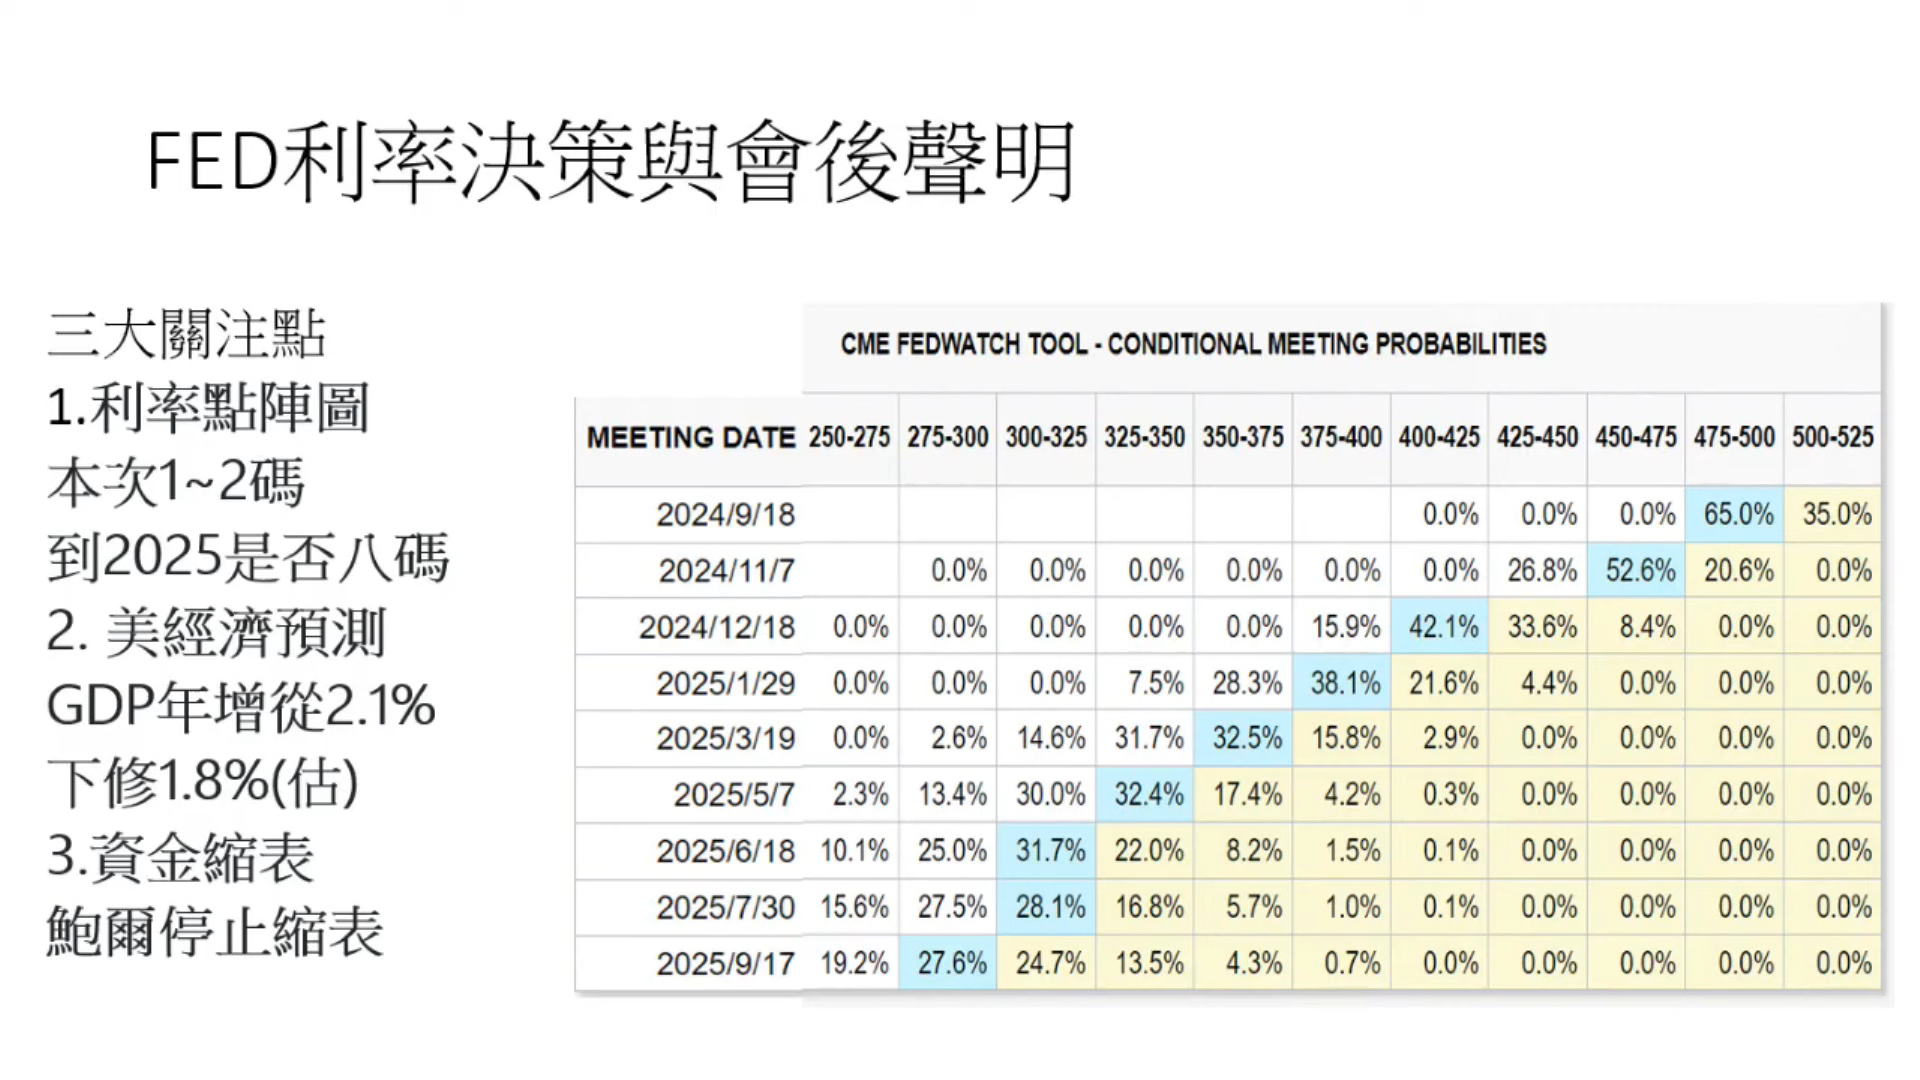 FED利率決策與會後聲明
三大關注點
1.利率點陣圖
本次1~2碼
到2025是否八碼
2. 美經濟預測
GDP年增從2.1%
下修1.8%(估)
3.資金縮表
鮑爾停止縮表
CME FEDWATCH TOOL - CONDITIONAL MEETING PROBABILITIES
MEETING DATE 250-275 275-300 300-325 325-350 350-375 375-400 400-425 425-450 450-475 475-500 500-525
2024/9/18 0.0% 0.0% 0.0% 65.0% 35.0%
2024/11/7 0.0% 0.0% 0.0% 0.0% 0.0% 0.0% 26.8% 52.6% 20.6% 0.0%
2024/12/18 0.0% 0.0% 0.0% 0.0% 0.0% 15.9% 42.1% 33.6% 8.4% 0.0% 0.0%
2025/1/29 0.0% 0.0% 0.0% 7.5% 28.3% 38.1% 21.6% 4.4% 0.0% 0.0% 0.0%
2025/3/19 0.0% 2.6% 14.6% 31.7% 32.5% 15.8% 2.9% 0.0% 0.0% 0.0% 0.0%
2025/5/7 2.3% 13.4% 30.0% 32.4% 17.4% 4.2% 0.3% 0.0% 0.0% 0.0% 0.0%
2025/6/18 10.1% 25.0% 31.7% 22.0% 8.2% 1.5% 0.1% 0.0% 0.0% 0.0% 0.0%
2025/7/30 15.6% 27.5% 28.1% 16.8% 5.7% 1.0% 0.1% 0.0% 0.0% 0.0% 0.0%
2025/9/17 19.2% 27.6% 24.7% 13.5% 4.3% 0.7% 0.0% 0.0% 0.0% 0.0% 0.0%